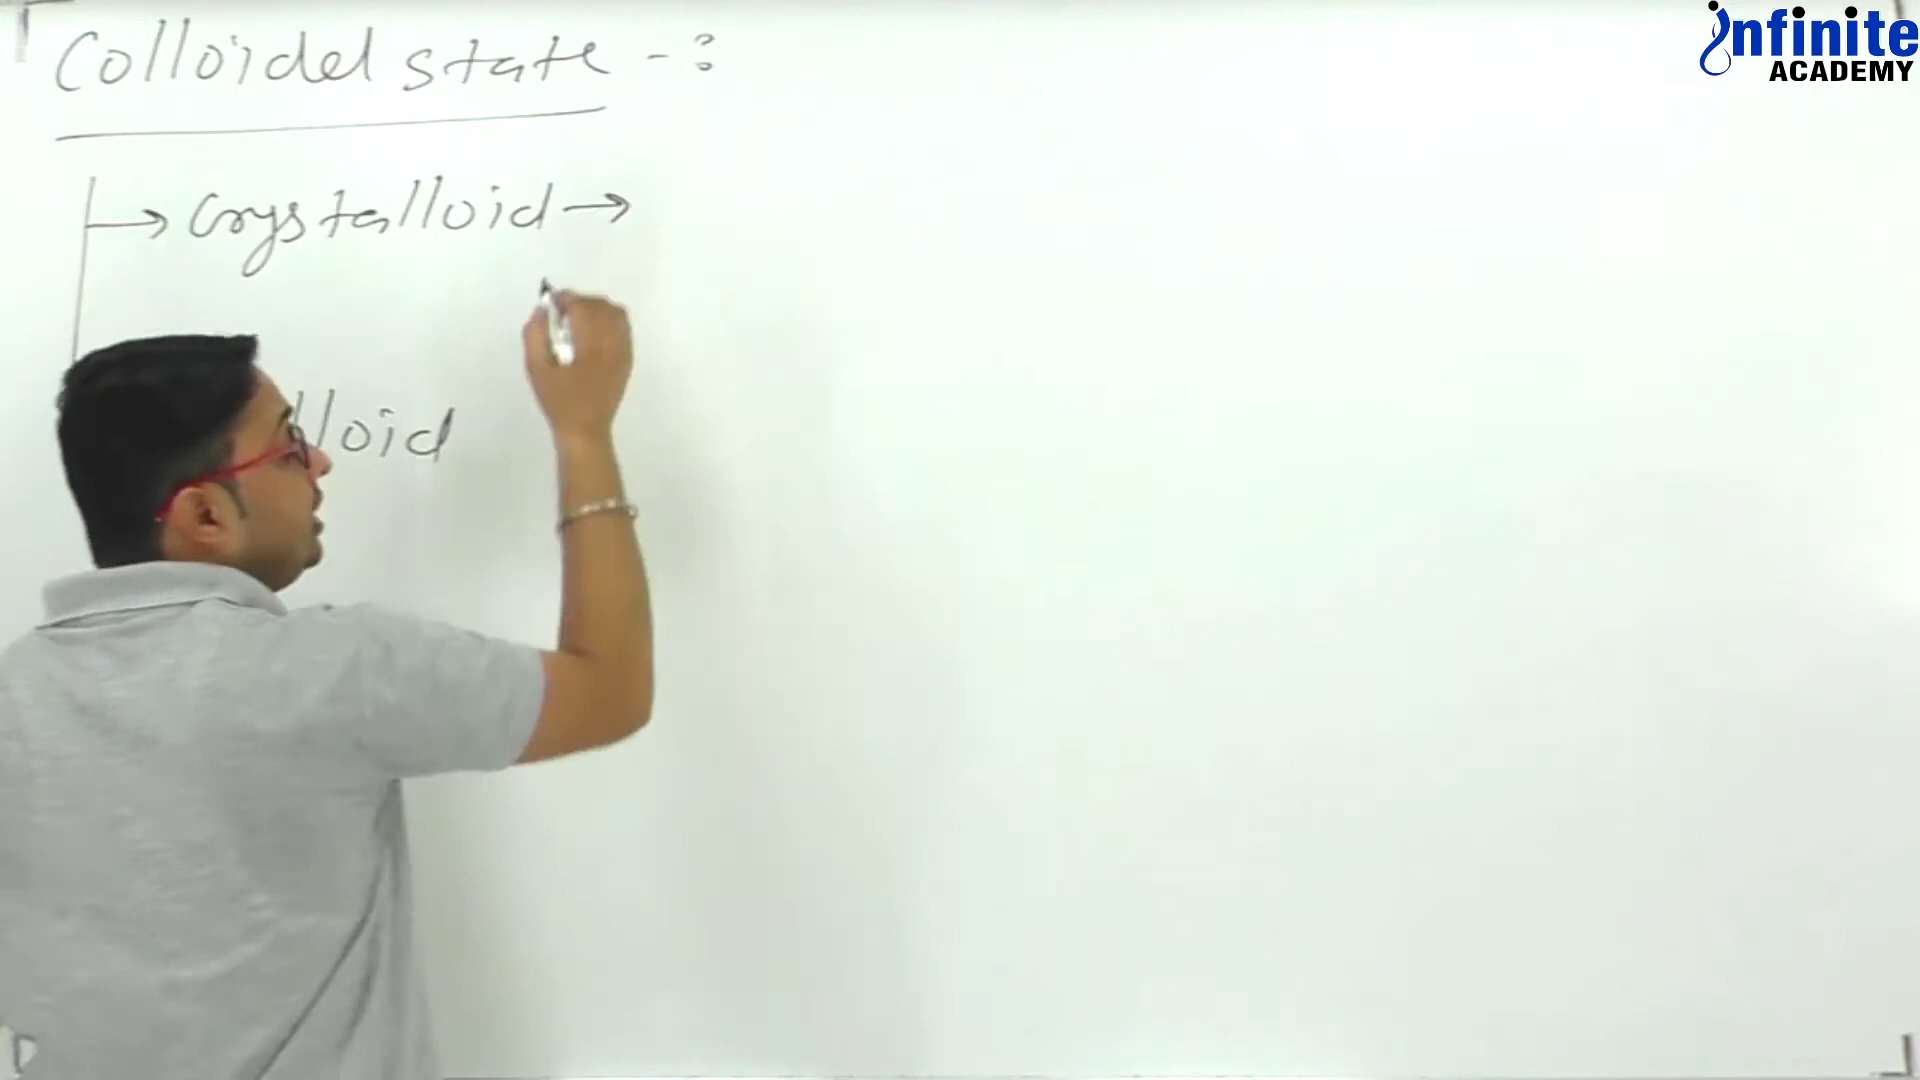 infinite
ACADEMY
Colloidel state - ?
→ Crystalloid →
lloid